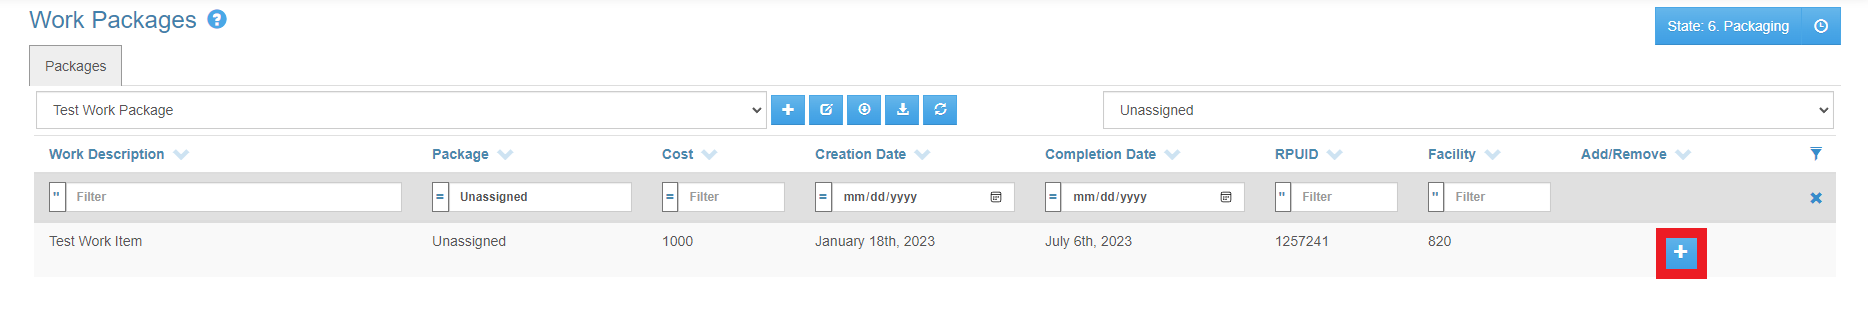 Work Packages ?
State: 6. Packaging
Packages
Test Work Package
Unassigned
Work Description Package Cost Creation Date Completion Date RPUID Facility Add/Remove
" Filter = Unassigned = Filter = mm/dd/yyyy = mm/dd/yyyy " Filter " Filter
Test Work Item Unassigned 1000 January 18th, 2023 July 6th, 2023 1257241 820